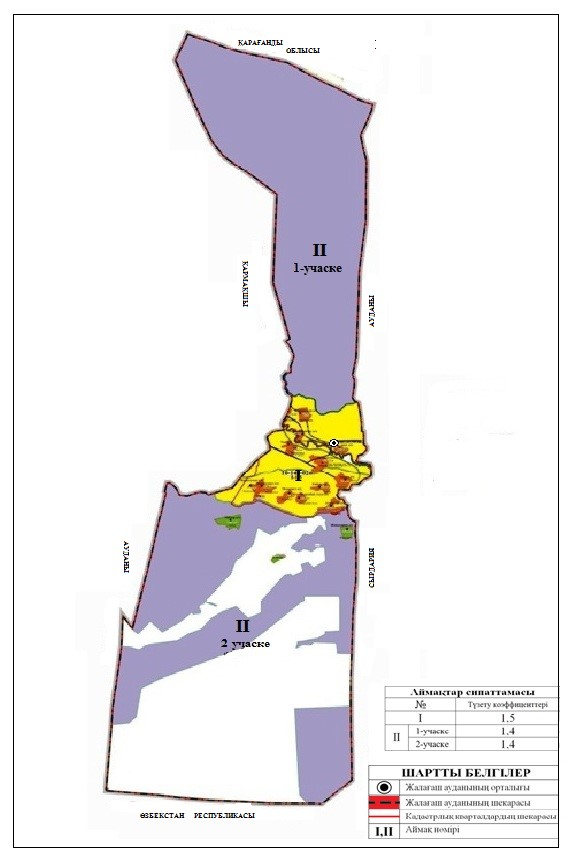 ҚАРАҒАНДЫ
ОБЛЫСЫ
II
1-учаске
ҚАРМАҚШЫ
АУДАНЫ
I
АУДАНЫ
СЫРДАРИЯ
II
2 учаске
ӨЗБЕКСТАН РЕСПУБЛИКАСЫ
Аймақтар сипаттамасы
№ Түзету коэффиценттері
I 1,5
II 1-учаске 1,4
2-учаске 1,4
ШАРТТЫ БЕЛГІЛЕР
Жалағаш ауданының орталығы
Жалағаш ауданының шекарасы
Кадастрлық кварталдардың шекарасы
I,II Аймақ нөмірі